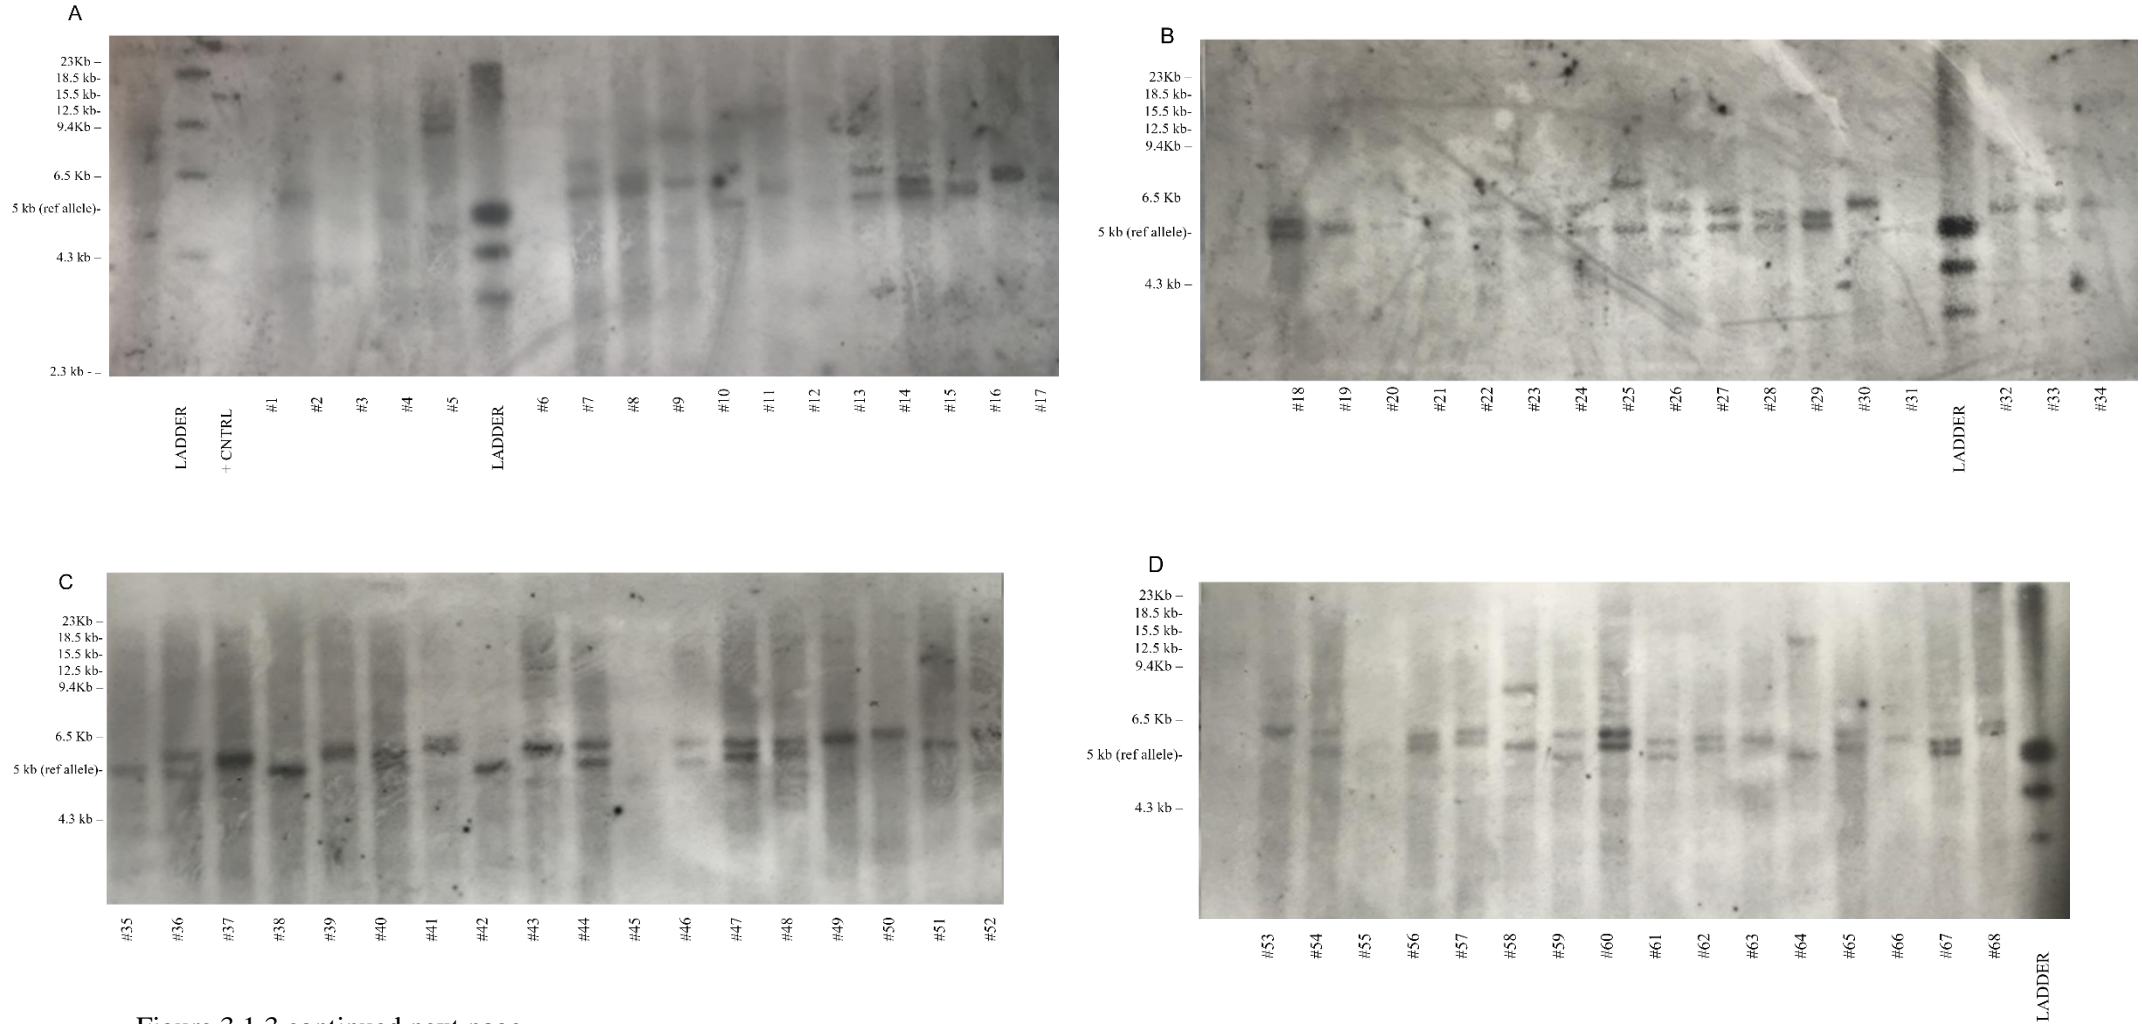 A
23Kb –
18.5 kb-
15.5 kb-
12.5 kb-
9.4Kb –
6.5 Kb –
5 kb (ref allele)-
4.3 kb –
2.3 kb - –
LADDER
+ CNTRL
#1
#2
#3
#4
#5
LADDER
#6
#7
#8
#9
#10
#11
#12
#13
#14
#15
#16
#17
B
23Kb –
18.5 kb-
15.5 kb-
12.5 kb-
9.4Kb –
6.5 Kb
5 kb (ref allele)-
4.3 kb –
#18
#19
#20
#21
#22
#23
#24
#25
#26
#27
#28
#29
#30
#31
LADDER
#32
#33
#34
C
23Kb –
18.5 kb-
15.5 kb-
12.5 kb-
9.4Kb –
6.5 Kb –
5 kb (ref allele)-
4.3 kb –
#35
#36
#37
#38
#39
#40
#41
#42
#43
#44
#45
#46
#47
#48
#49
#50
#51
#52
D
23Kb –
18.5 kb-
15.5 kb-
12.5 kb-
9.4Kb –
6.5 Kb –
5 kb (ref allele)-
4.3 kb –
#53
#54
#55
#56
#57
#58
#59
#60
#61
#62
#63
#64
#65
#66
#67
#68
LADDER
Figure 3.1.3 continued next page